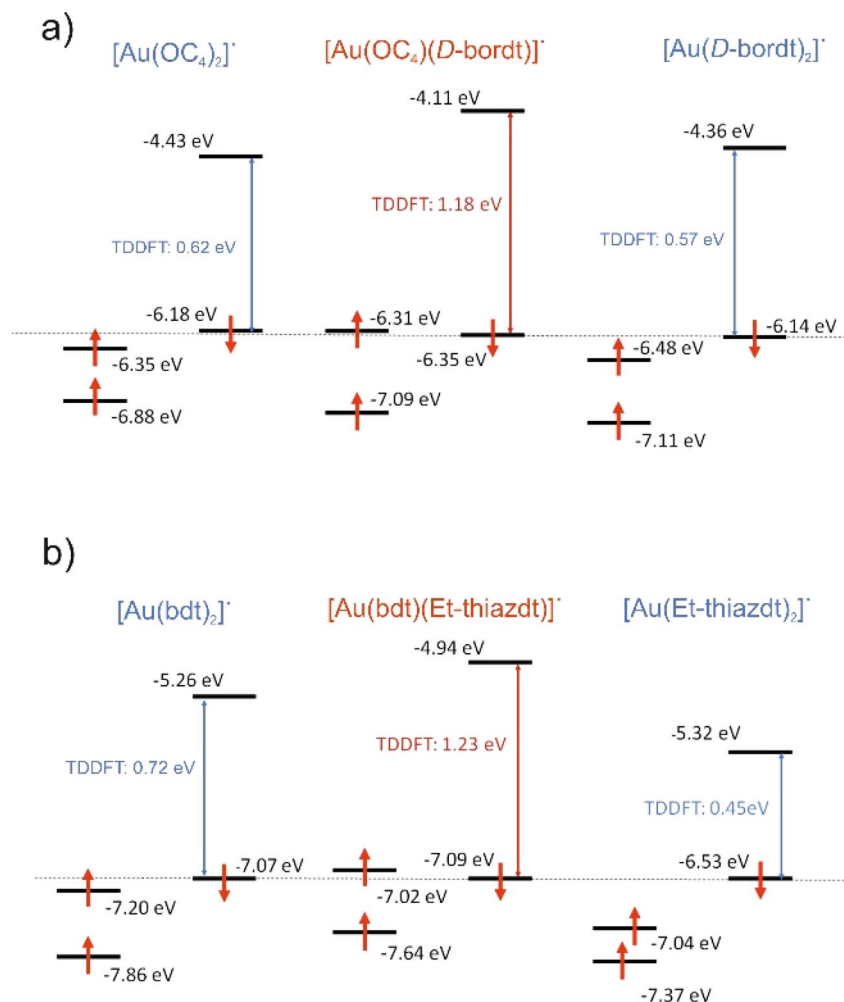 a)
[Au(OC₄)₂]˙ [Au(OC₄)(D-bordt)]˙ [Au(D-bordt)₂]˙
-4.11 eV
-4.43 eV -4.36 eV
TDDFT: 1.18 eV
TDDFT: 0.62 eV TDDFT: 0.57 eV
-6.18 eV -6.31 eV -6.14 eV
-6.35 eV -6.35 eV -6.48 eV
-6.88 eV -7.09 eV -7.11 eV
b)
[Au(bdt)₂]˙ [Au(bdt)(Et-thiazdt)]˙ [Au(Et-thiazdt)₂]˙
-4.94 eV
-5.26 eV
-5.32 eV
TDDFT: 0.72 eV TDDFT: 1.23 eV
TDDFT: 0.45eV
-7.07 eV -7.09 eV -6.53 eV
-7.20 eV -7.02 eV
-7.04 eV
-7.86 eV -7.64 eV
-7.37 eV